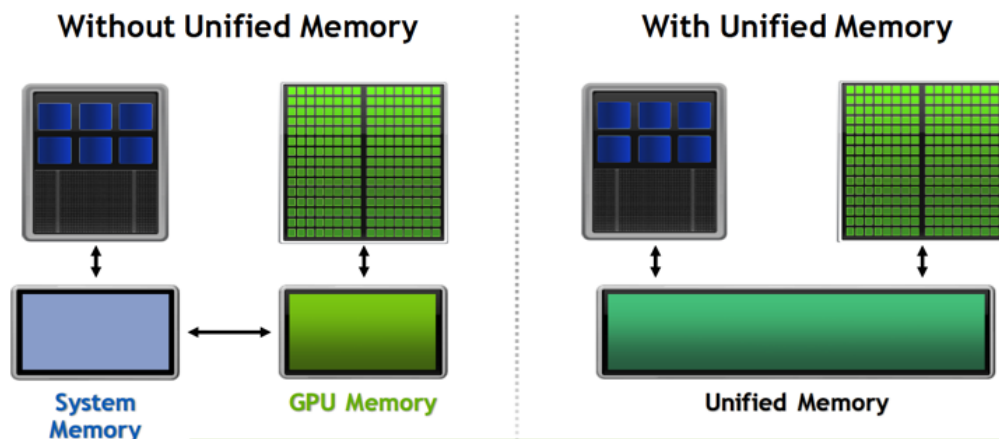 Without Unified Memory
With Unified Memory
System
Memory
GPU Memory
Unified Memory